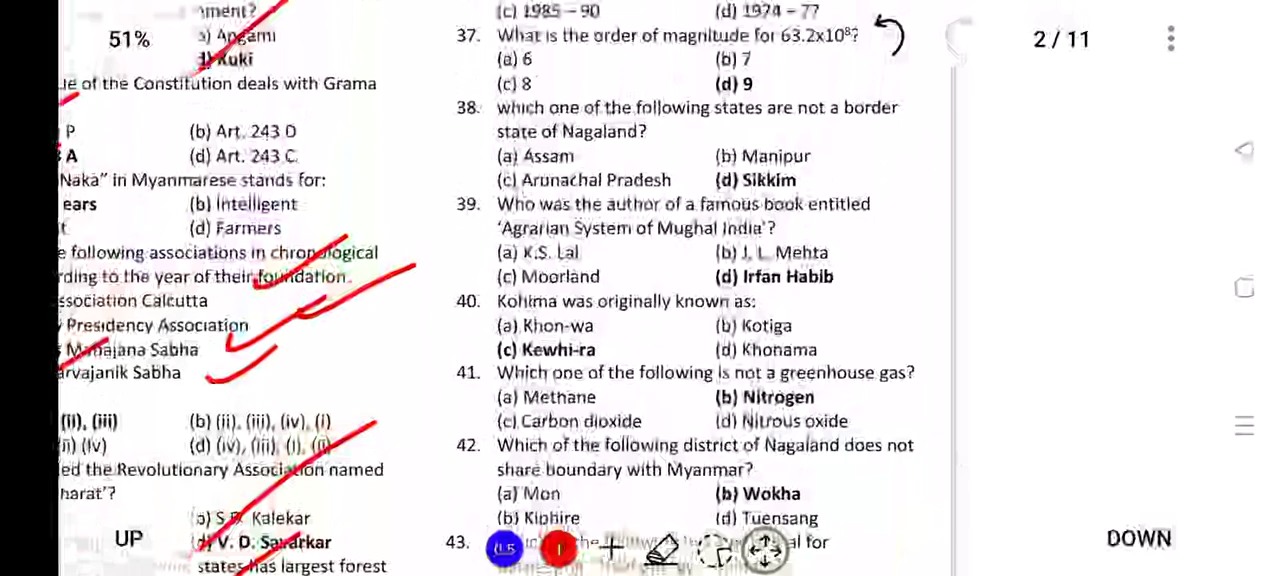 51%
ment?
a) Angami
d) Kuki
ue of the Constitution deals with Grama
P (b) Art. 243 D
A (d) Art. 243 C
Naka" in Myanmarese stands for:
ears (b) Intelligent
t (d) Farmers
e following associations in chronological
rding to the year of their foundation.
ssociation Calcutta
Presidency Association
Mahajana Sabha
arvajanik Sabha
(ii), (iii) (b) (ii), (iii), (iv), (i)
ii) (iv) (d) (iv), (iii), (i), (ii)
ed the Revolutionary Association named
harat'?
Kalekar
V. D. Savarkar
states has largest forest
UP
(c) 1985 – 90 (d) 1974 – 77
37. What is the order of magnitude for 63.2x10⁸?
(a) 6 (b) 7
(c) 8 (d) 9
38. which one of the following states are not a border
state of Nagaland?
(a) Assam (b) Manipur
(c) Arunachal Pradesh (d) Sikkim
39. Who was the author of a famous book entitled
'Agrarian System of Mughal India'?
(a) K.S. Lal (b) J. L. Mehta
(c) Moorland (d) Irfan Habib
40. Kohima was originally known as:
(a) Khon-wa (b) Kotiga
(c) Kewhi-ra (d) Khonama
41. Which one of the following is not a greenhouse gas?
(a) Methane (b) Nitrogen
(c) Carbon dioxide (d) Nitrous oxide
42. Which of the following district of Nagaland does not
share boundary with Myanmar?
(a) Mon (b) Wokha
(b) Kiphire (d) Tuensang
43. the al for
2 / 11
DOWN